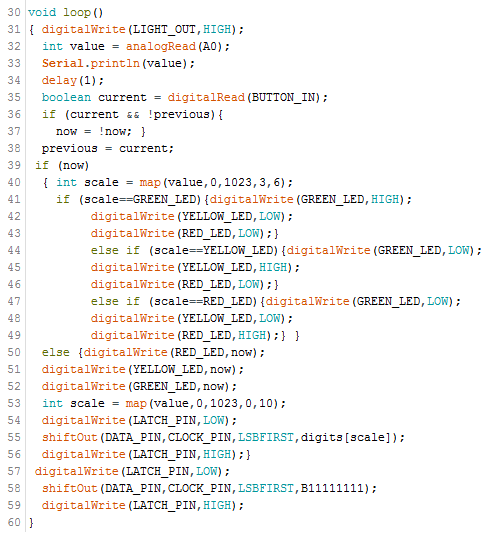 30 void loop()
31 { digitalWrite(LIGHT_OUT,HIGH);
32 int value = analogRead(A0);
33 Serial.println(value);
34 delay(1);
35 boolean current = digitalRead(BUTTON_IN);
36 if (current && !previous){
37 now = !now; }
38 previous = current;
39 if (now)
40 { int scale = map(value,0,1023,3,6);
41 if (scale==GREEN_LED){digitalWrite(GREEN_LED,HIGH);
42 digitalWrite(YELLOW_LED,LOW);
43 digitalWrite(RED_LED,LOW);}
44 else if (scale==YELLOW_LED){digitalWrite(GREEN_LED,LOW);
45 digitalWrite(YELLOW_LED,HIGH);
46 digitalWrite(RED_LED,LOW);}
47 else if (scale==RED_LED){digitalWrite(GREEN_LED,LOW);
48 digitalWrite(YELLOW_LED,LOW);
49 digitalWrite(RED_LED,HIGH);} }
50 else {digitalWrite(RED_LED,now);
51 digitalWrite(YELLOW_LED,now);
52 digitalWrite(GREEN_LED,now);
53 int scale = map(value,0,1023,0,10);
54 digitalWrite(LATCH_PIN,LOW);
55 shiftOut(DATA_PIN,CLOCK_PIN,LSBFIRST,digits[scale]);
56 digitalWrite(LATCH_PIN,HIGH);}
57 digitalWrite(LATCH_PIN,LOW);
58 shiftOut(DATA_PIN,CLOCK_PIN,LSBFIRST,B11111111);
59 digitalWrite(LATCH_PIN,HIGH);
60 }